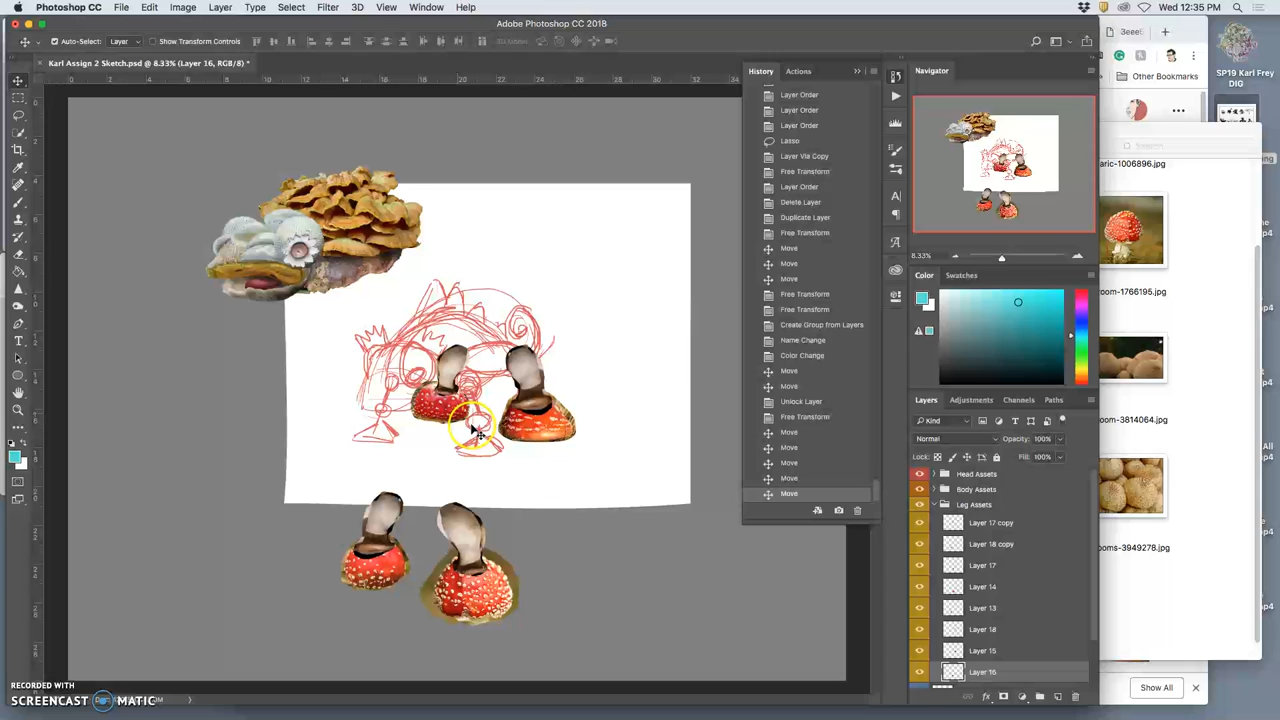 Photoshop CC File Edit Image Layer Type Select Filter 3D View Window Help Wed 12:35 PM
Adobe Photoshop CC 2018
Auto-Select: Layer Show Transform Controls
Karl Assign 2 Sketch.psd @ 8.33% (Layer 16, RGB/8) *
History Actions
Layer Order
Layer Order
Layer Order
Lasso
Layer Via Copy
Free Transform
Layer Order
Delete Layer
Duplicate Layer
Free Transform
Move
Move
Move
Free Transform
Free Transform
Create Group from Layers
Name Change
Color Change
Move
Move
Unlock Layer
Free Transform
Move
Move
Move
Move
Move
Navigator
8.33%
Color Swatches
Layers Adjustments Channels Paths
Kind
Normal Opacity: 100%
Lock: Fill: 100%
Head Assets
Body Assets
Leg Assets
Layer 17 copy
Layer 18 copy
Layer 17
Layer 14
Layer 13
Layer 18
Layer 15
Layer 16
Other Bookmarks
SP19 Karl Frey
DIG
Search
aric-1006896.jpg
room-1766195.jpg
room-3814064.jpg
ooms-3949278.jpg
Show All
RECORDED WITH
SCREENCAST MATIC